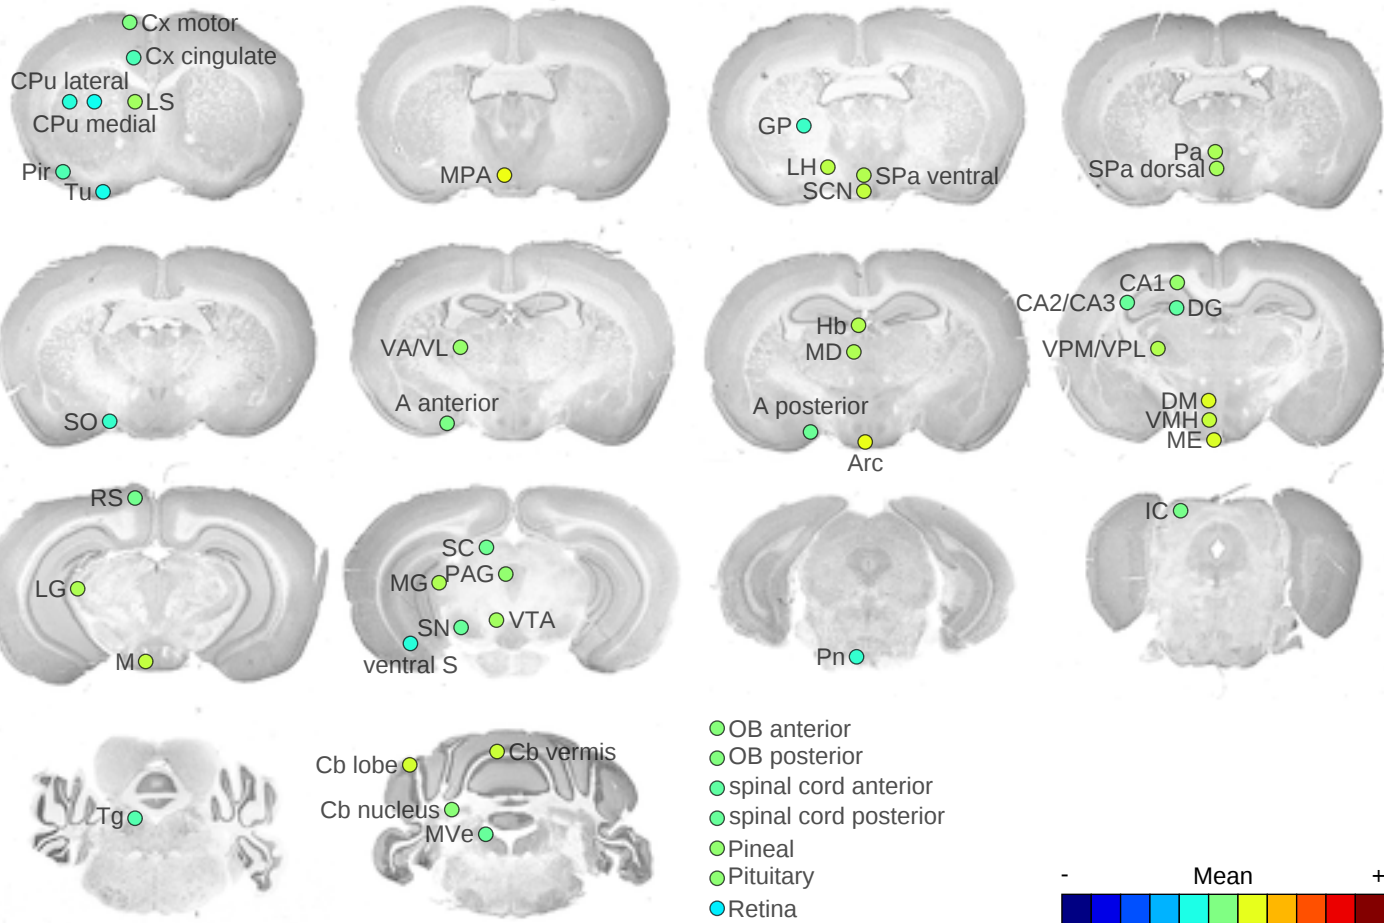 Cx motor
Cx cingulate
CPu lateral
LS
CPu medial
Pir
Tu
MPA
GP
LH
SPa ventral
SCN
Pa
SPa dorsal
SO
VA/VL
A anterior
Hb
MD
A posterior
Arc
CA1
CA2/CA3
DG
VPM/VPL
DM
VMH
ME
RS
LG
M
SC
MG
PAG
SN
VTA
ventral S
Pn
IC
Tg
Cb lobe
Cb vermis
Cb nucleus
MVe
OB anterior
OB posterior
spinal cord anterior
spinal cord posterior
Pineal
Pituitary
Retina
- Mean +